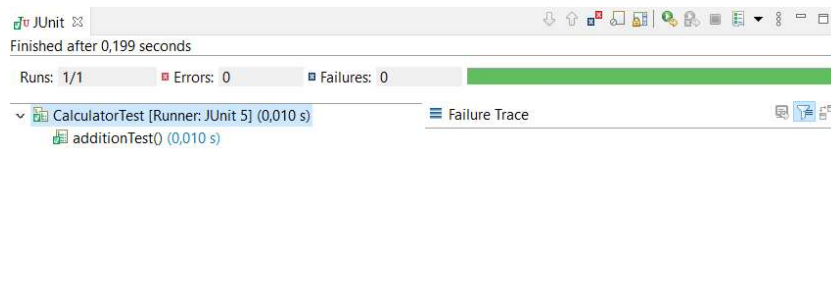 JUnit
Finished after 0,199 seconds
Runs: 1/1 Errors: 0 Failures: 0
CalculatorTest [Runner: JUnit 5] (0,010 s)
additionTest() (0,010 s)
Failure Trace